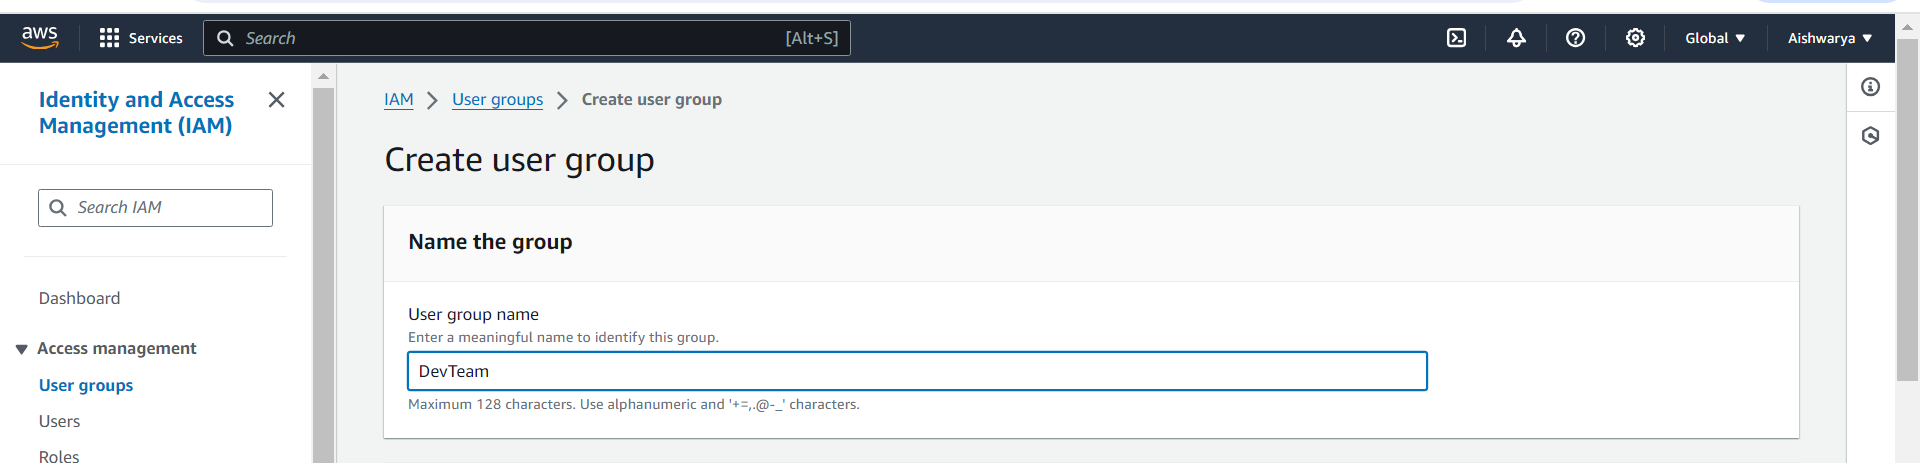 aws Services Search [Alt+S] Global Aishwarya
Identity and Access
Management (IAM)
Search IAM
Dashboard
Access management
User groups
Users
Roles
IAM User groups Create user group
Create user group
Name the group
User group name
Enter a meaningful name to identify this group.
DevTeam
Maximum 128 characters. Use alphanumeric and '+=,.@-_' characters.